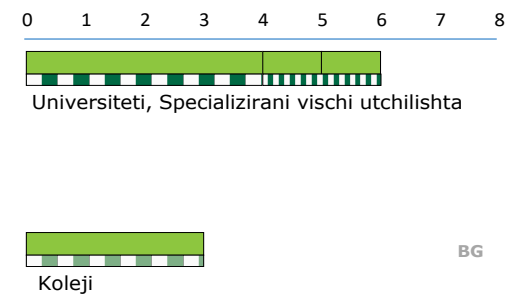 0 1 2 3 4 5 6 7 8
Universiteti, Specializirani vischi utchilishta
BG
Koleji